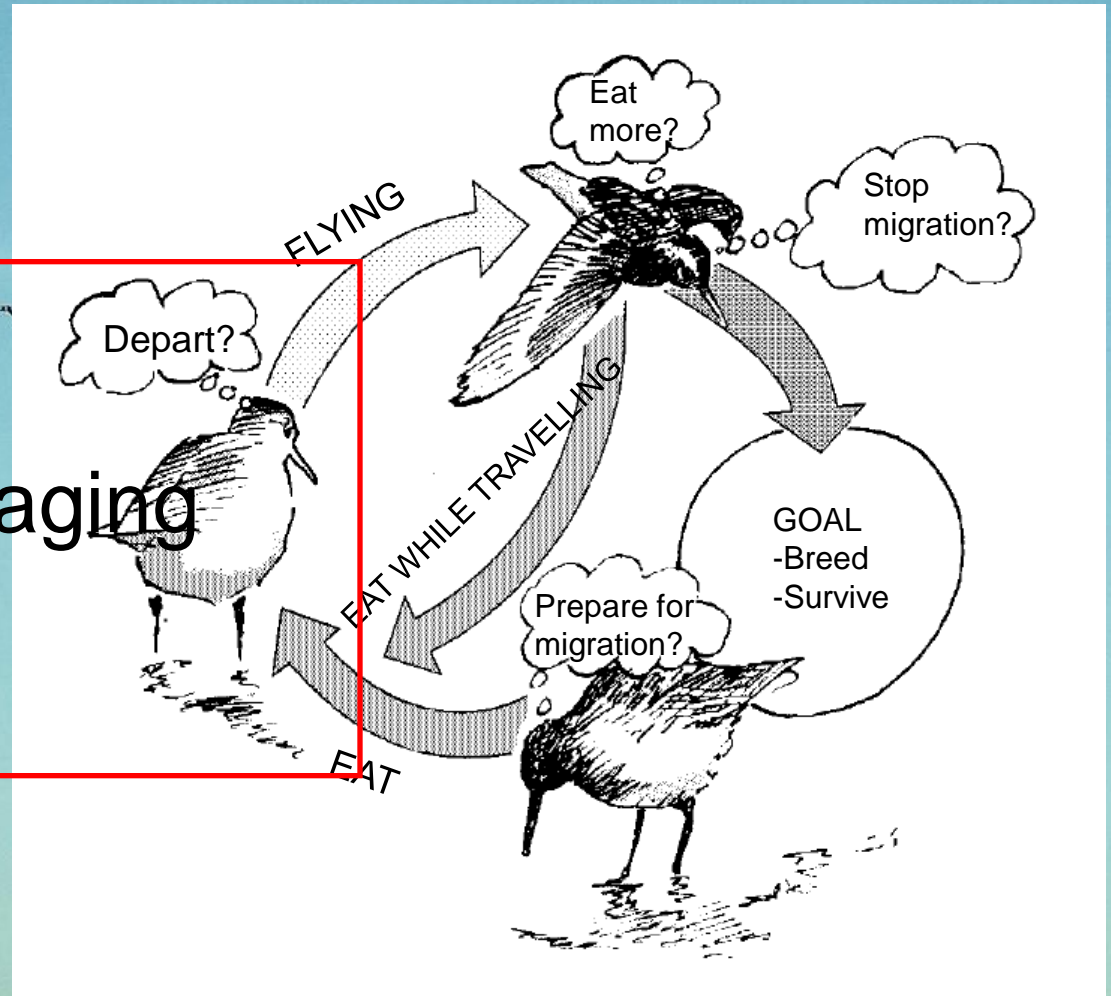 Eat
more?
Stop
migration?
FLYING
Depart?
aging
EAT WHILE TRAVELLING
GOAL
-Breed
-Survive
Prepare for
migration?
EAT